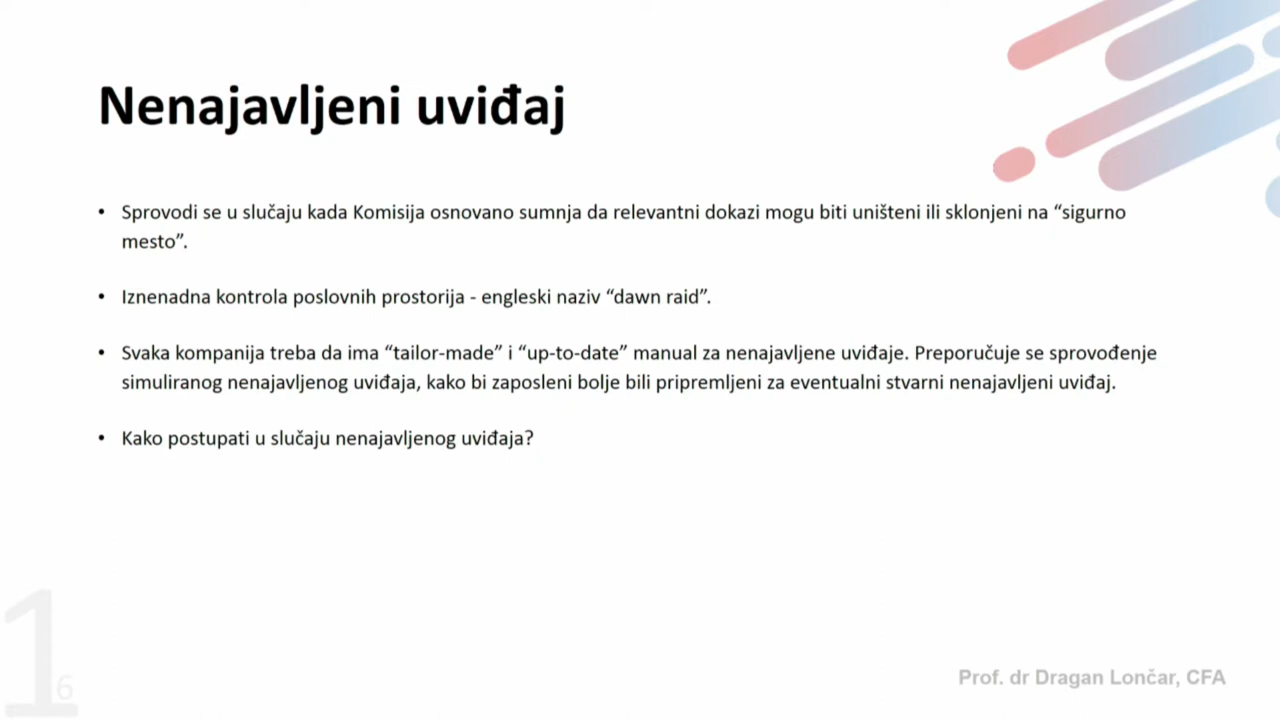 Nenajavljeni uviđaj
• Sprovodi se u slučaju kada Komisija osnovano sumnja da relevantni dokazi mogu biti uništeni ili sklonjeni na “sigurno
mesto”.
• Iznenadna kontrola poslovnih prostorija - engleski naziv “dawn raid”.
• Svaka kompanija treba da ima “tailor-made” i “up-to-date” manual za nenajavljene uviđaje. Preporučuje se sprovođenje
simuliranog nenajavljenog uviđaja, kako bi zaposleni bolje bili pripremljeni za eventualni stvarni nenajavljeni uviđaj.
• Kako postupati u slučaju nenajavljenog uviđaja?
1
6
Prof. dr Dragan Lončar, CFA